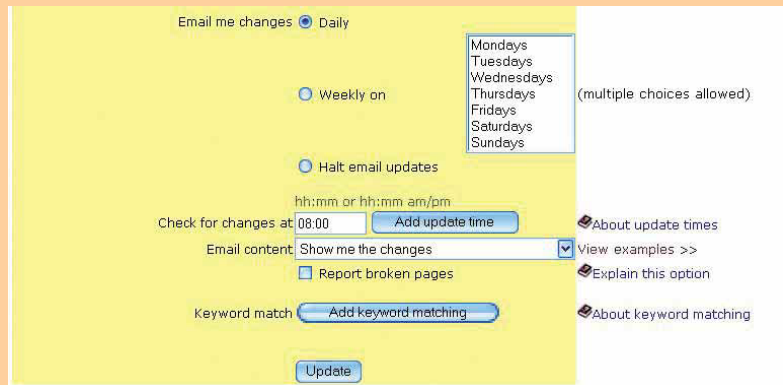 Email me changes Daily
Mondays
Tuesdays
Wednesdays
Weekly on Thursdays (multiple choices allowed)
Fridays
Saturdays
Sundays
Halt email updates
hh:mm or hh:mm am/pm
Check for changes at 08:00 Add update time About update times
Email content Show me the changes View examples >>
Report broken pages Explain this option
Keyword match Add keyword matching About keyword matching
Update